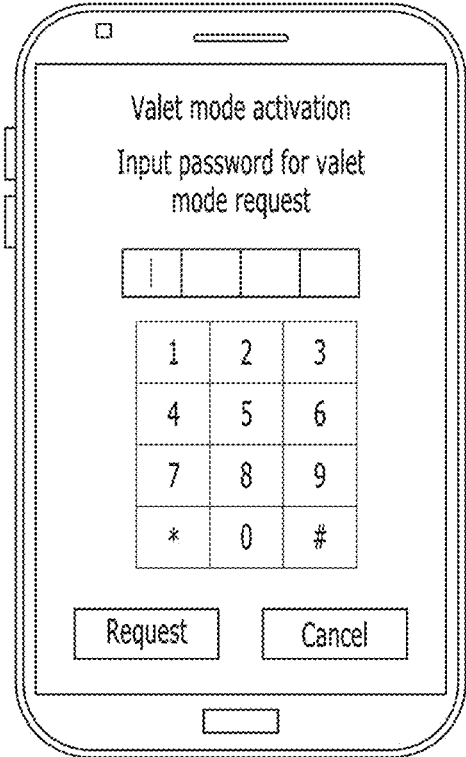 Valet mode activation
Input password for valet
mode request
1 2 3
4 5 6
7 8 9
* 0 #
Request Cancel